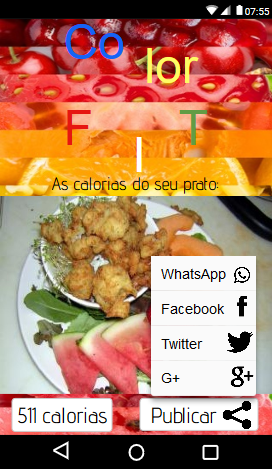 07:55
Co
lor
F I T
As calorias do seu prato:
WhatsApp
Facebook
Twitter
G+
511 calorias
Publicar